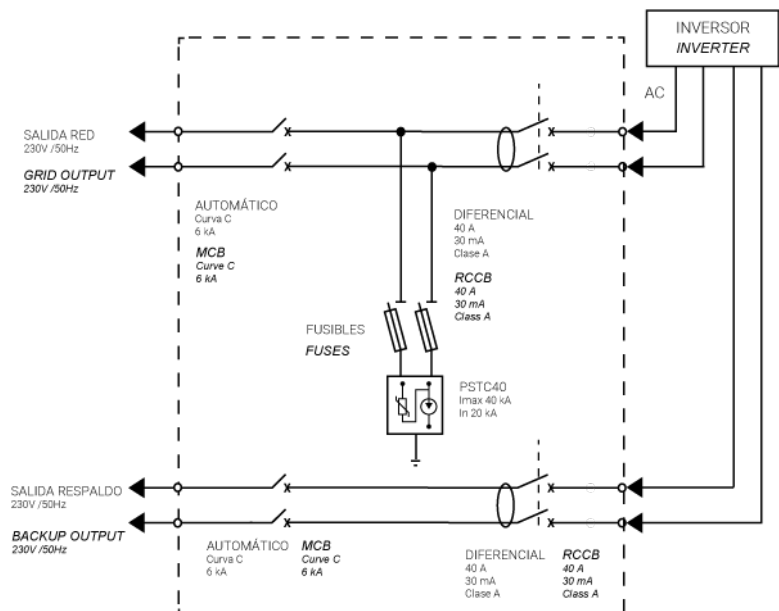 INVERSOR
INVERTER
AC
SALIDA RED
230V /50Hz
GRID OUTPUT
230V /50Hz
AUTOMÁTICO
Curva C
6 kA
MCB
Curve C
6 kA
DIFERENCIAL
40 A
30 mA
Clase A
RCCB
40 A
30 mA
Class A
FUSIBLES
FUSES
PSTC40
Imax 40 kA
In 20 kA
SALIDA RESPALDO
230V /50Hz
BACKUP OUTPUT
230V /50Hz
AUTOMÁTICO
Curva C
6 kA
MCB
Curve C
6 kA
DIFERENCIAL
40 A
30 mA
Clase A
RCCB
40 A
30 mA
Class A